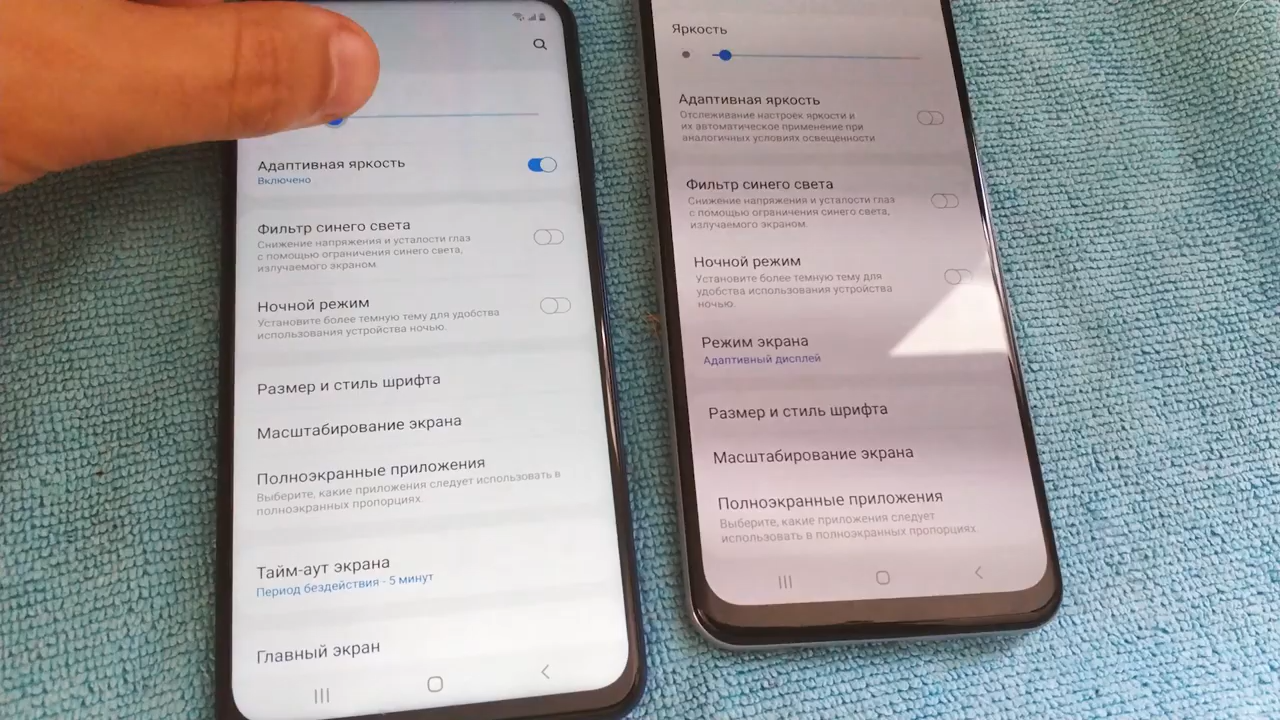 Адаптивная яркость
Включено
Фильтр синего света
Снижение напряжения и усталости глаз
с помощью ограничения синего света,
излучаемого экраном.
Ночной режим
Установите более темную тему для удобства
использования устройства ночью.
Размер и стиль шрифта
Масштабирование экрана
Полноэкранные приложения
Выберите, какие приложения следует использовать в
полноэкранных пропорциях.
Тайм-аут экрана
Период бездействия - 5 минут
Главный экран
Яркость
Адаптивная яркость
Отслеживание настроек яркости и
их автоматическое применение при
аналогичных условиях освещенности
Фильтр синего света
Снижение напряжения и усталости глаз
с помощью ограничения синего света,
излучаемого экраном.
Ночной режим
Установите более темную тему для
удобства использования устройства
ночью.
Режим экрана
Адаптивный дисплей
Размер и стиль шрифта
Масштабирование экрана
Полноэкранные приложения
Выберите, какие приложения следует
использовать в полноэкранных пропорциях.